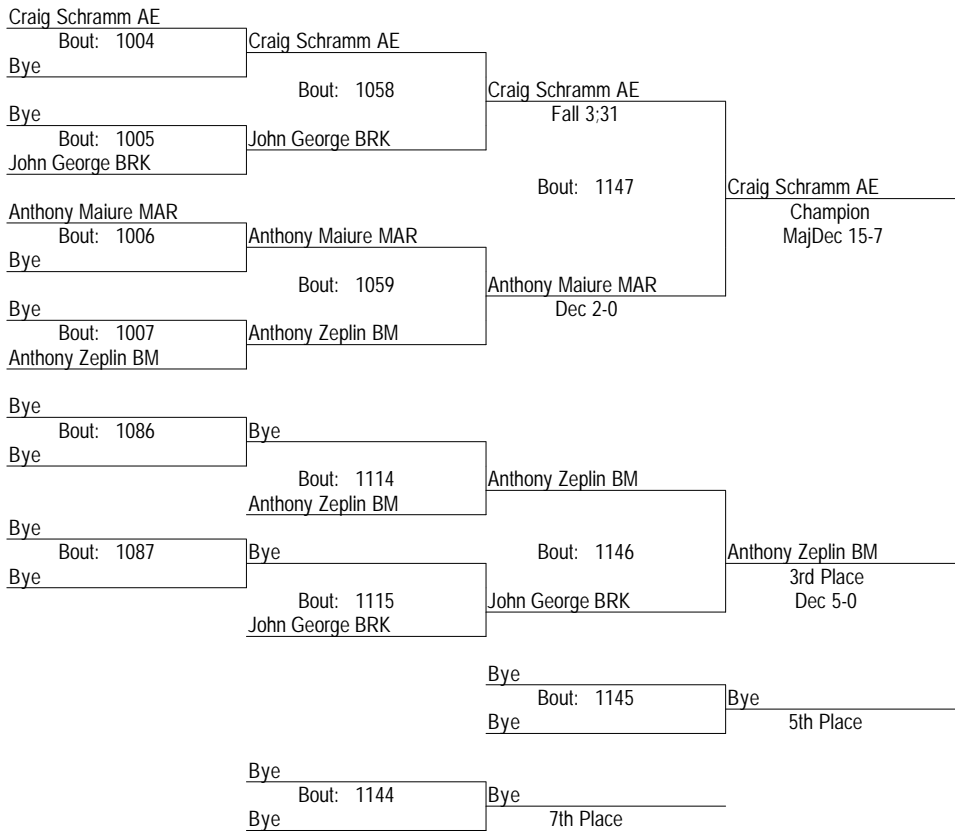 Craig Schramm AE
Bout: 1004
Bye
Craig Schramm AE
Bout: 1058
Bye
Bout: 1005
John George BRK
John George BRK
Craig Schramm AE
Fall 3;31
Bout: 1147
Anthony Maiure MAR
Bout: 1006
Bye
Anthony Maiure MAR
Bout: 1059
Bye
Bout: 1007
Anthony Zeplin BM
Anthony Zeplin BM
Anthony Maiure MAR
Dec 2-0
Craig Schramm AE
Champion
MajDec 15-7
Bye
Bout: 1086
Bye
Bye
Bout: 1114
Anthony Zeplin BM
Anthony Zeplin BM
Bye
Bout: 1087
Bye
Bye
Bout: 1115
John George BRK
Bout: 1146
John George BRK
Anthony Zeplin BM
3rd Place
Dec 5-0
Bye
Bout: 1145
Bye
Bye
5th Place
Bye
Bout: 1144
Bye
Bye
7th Place